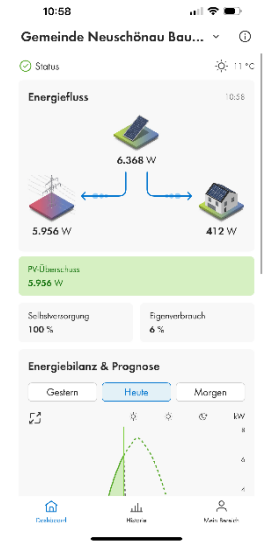 10:58
Gemeinde Neuschönau Bau...
Status
11 °C
Energiefluss
10:58
6.368 W
5.956 W
412 W
PV-Überschuss
5.956 W
Selbstversorgung
100 %
Eigenverbrauch
6 %
Energiebilanz & Prognose
Gestern
Heute
Morgen
kW
8
6
4
Dashboard
Historie
Mein Bereich